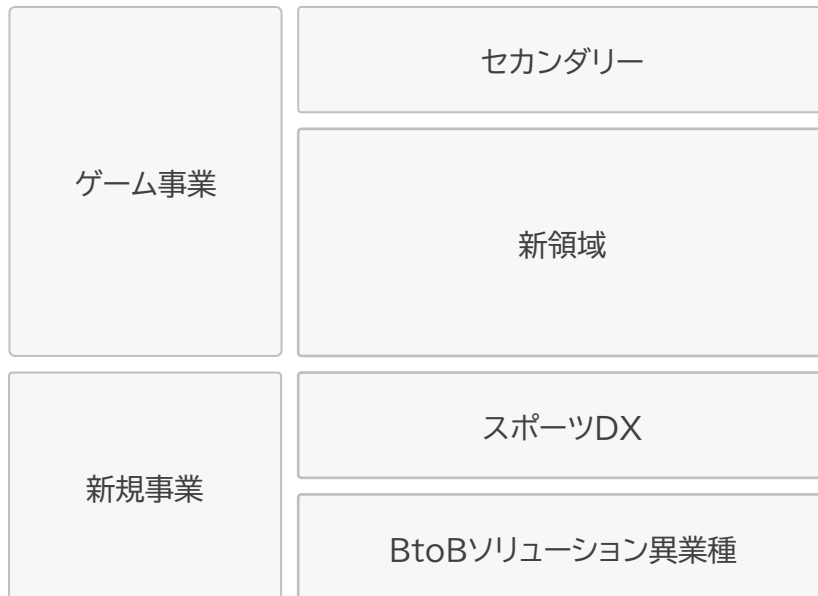 ゲーム事業
セカンダリー
新領域
新規事業
スポーツDX
BtoBソリューション異業種